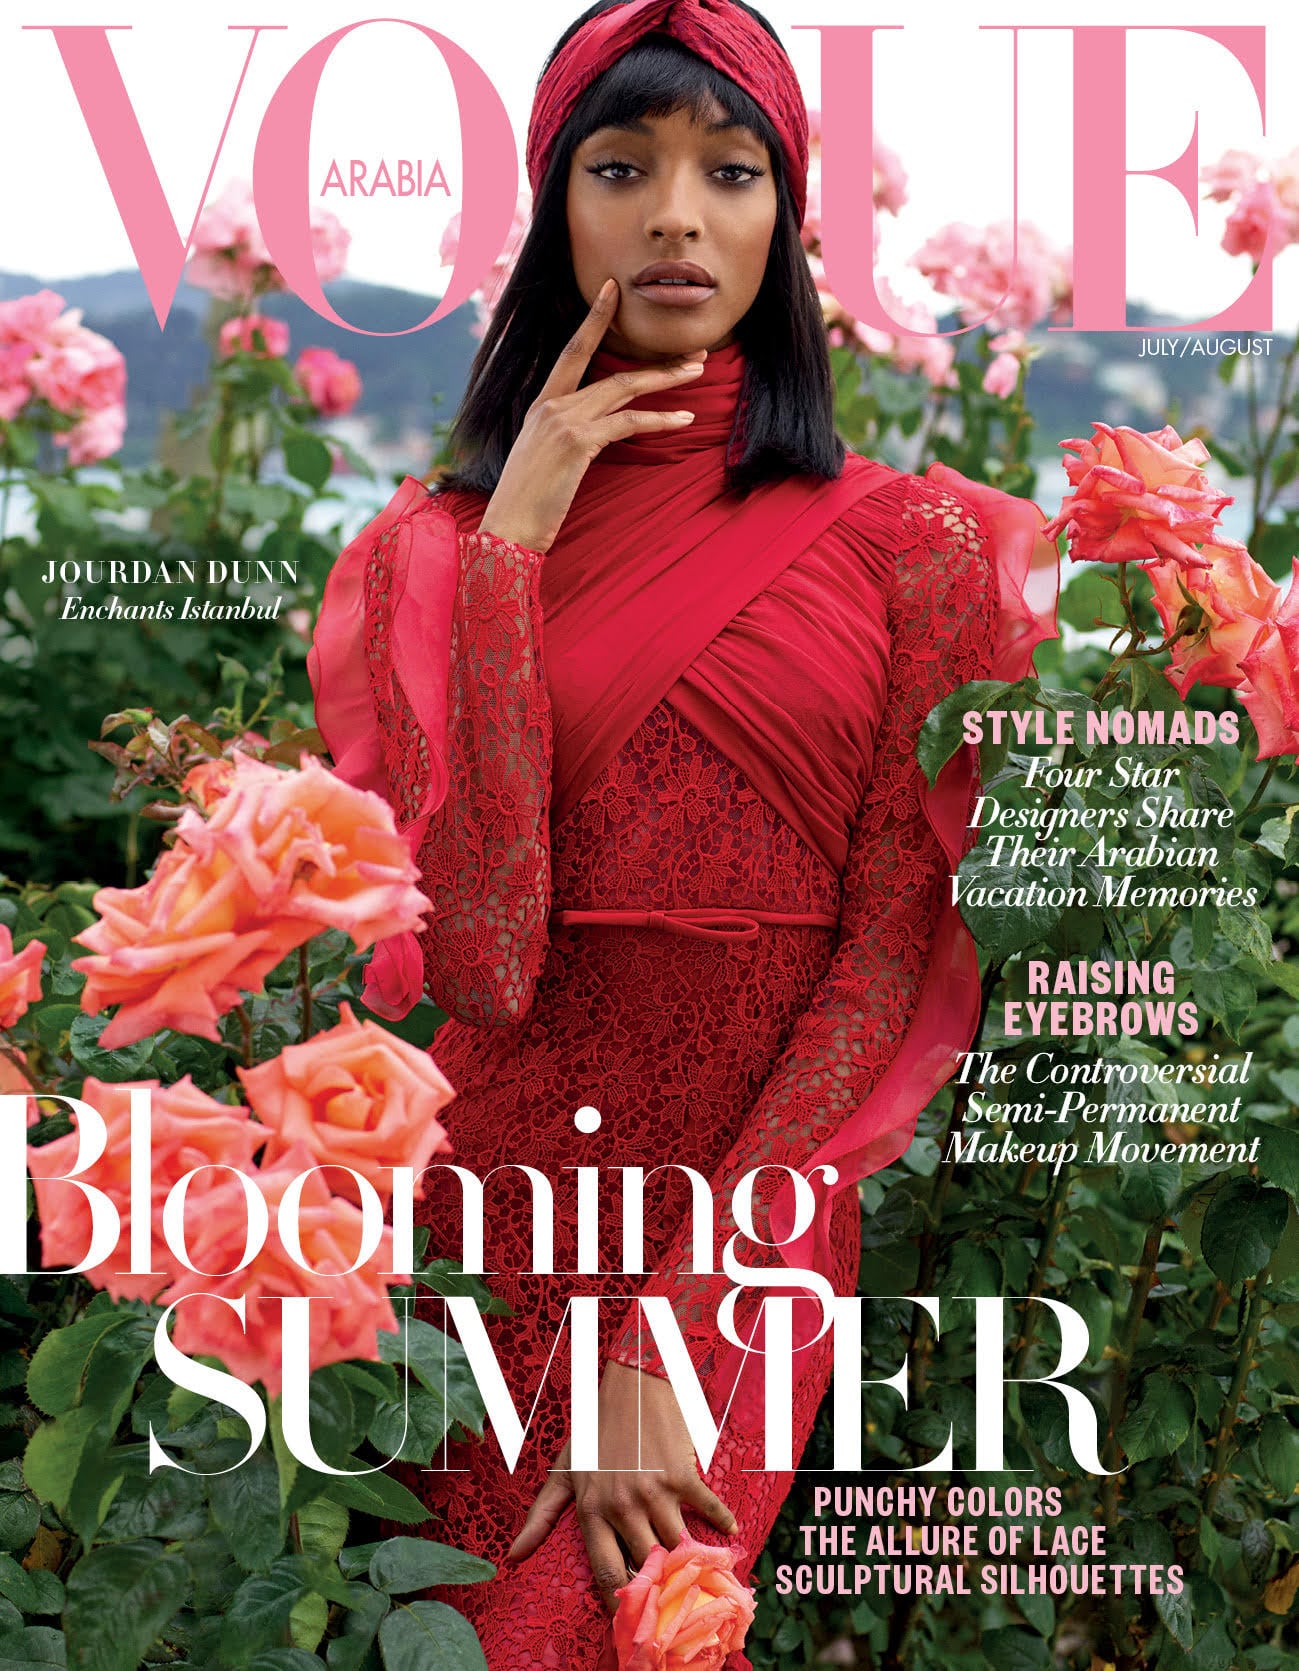 VOGUE
ARABIA
JULY/AUGUST
JOURDAN DUNN
Enchants Istanbul
STYLE NOMADS
Four Star
Designers Share
Their Arabian
Vacation Memories
RAISING
EYEBROWS
The Controversial
Semi-Permanent
Makeup Movement
Blooming
SUMMER
PUNCHY COLORS
THE ALLURE OF LACE
SCULPTURAL SILHOUETTES